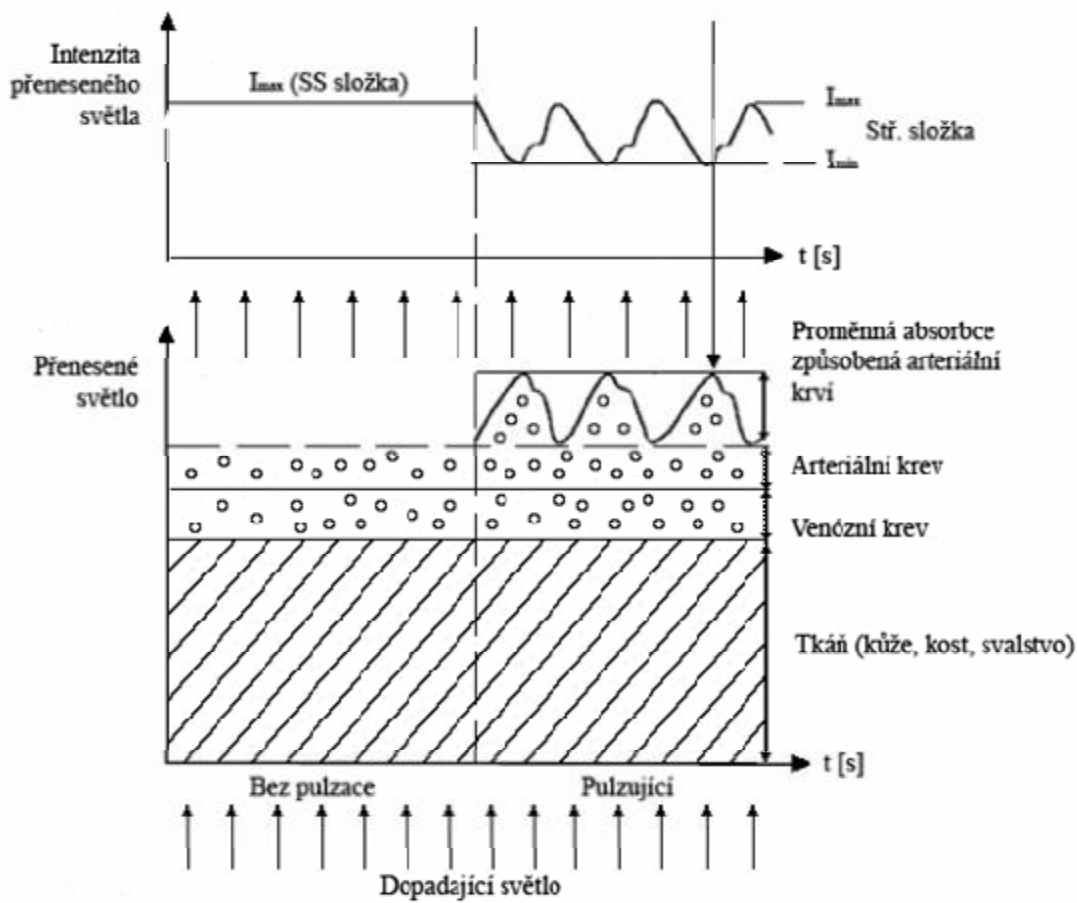 Intenzita
přeneseného
světla
Imax (SS složka)
Imax
Stř. složka
Imin
t [s]
Přenesené
světlo
Proměnná absorbce
způsobená arteriální
krví
Arteriální krev
Venózní krev
Tkáň (kůže, kost, svalstvo)
t [s]
Bez pulzace
Pulzující
Dopadající světlo